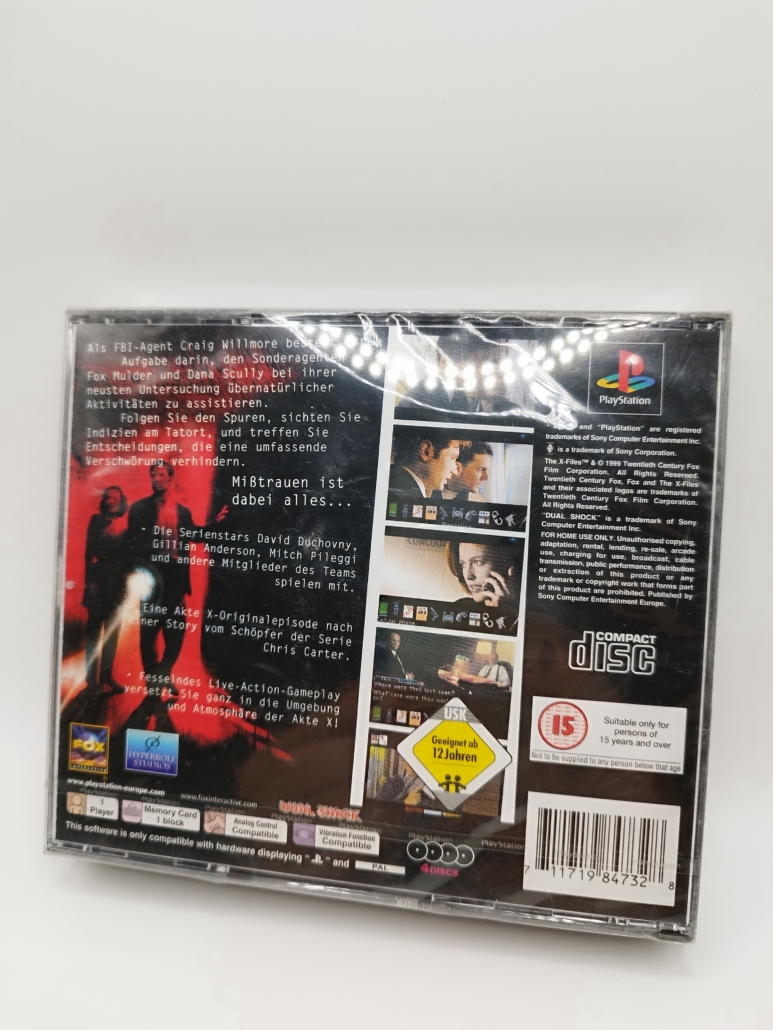 Als FBI-Agent Craig Willmore
Aufgabe darin, den Sonderagenten
Fox Mulder und Dana Scully bei ihrer
neusten Untersuchung übernatürlicher
Aktivitäten zu assistieren.
Folgen Sie den Spuren, sichten Sie
Indizien am Tatort, und treffen Sie
Entscheidungen, die eine umfassende
Verschwörung verhindern.
Mißtrauen ist
dabei alles...
· Die Serienstars David Duchovny,
Gillian Anderson, Mitch Pileggi
und andere Mitglieder des Teams
spielen mit.
· Eine Akte X-Originalepisode nach
einer Story vom Schöpfer der Serie
Chris Carter.
· Fesselndes Live-Action-Gameplay
versetzt Sie ganz in die Umgebung
und Atmosphäre der Akte X!
FOX
INTERACTIVE
HYPERBOLE
STUDIOS
www.playstation-europe.com
www.foxinteractive.com
1
Player
Memory Card
1 block
Analog Control
Compatible
DUAL SHOCK
Vibration Function
Compatible
This software is only compatible with hardware displaying " " and PAL
Where were they last seen?
USK
Geeignet ab
12 Jahren
PlayStation
4 DISCS
PlayStation
and "PlayStation" are registered
trademarks of Sony Computer Entertainment Inc.
is a trademark of Sony Corporation.
The X-Files™ & © 1999 Twentieth Century Fox
Film Corporation. All Rights Reserved.
Twentieth Century Fox, Fox and The X-Files
and their associated logos are trademarks of
Twentieth Century Fox Film Corporation.
All Rights Reserved.
"DUAL SHOCK" is a trademark of Sony
Computer Entertainment Inc.
FOR HOME USE ONLY. Unauthorised copying,
adaptation, rental, lending, re-sale, arcade
use, charging for use, broadcast, cable
transmission, public performance, distribution
or extraction of this product or any
trademark or copyright work that forms part
of this product are prohibited. Published by
Sony Computer Entertainment Europe.
COMPACT
disc
15
Suitable only for
persons of
15 years and over
Not to be supplied to any person below that age
7 11719 84732 8